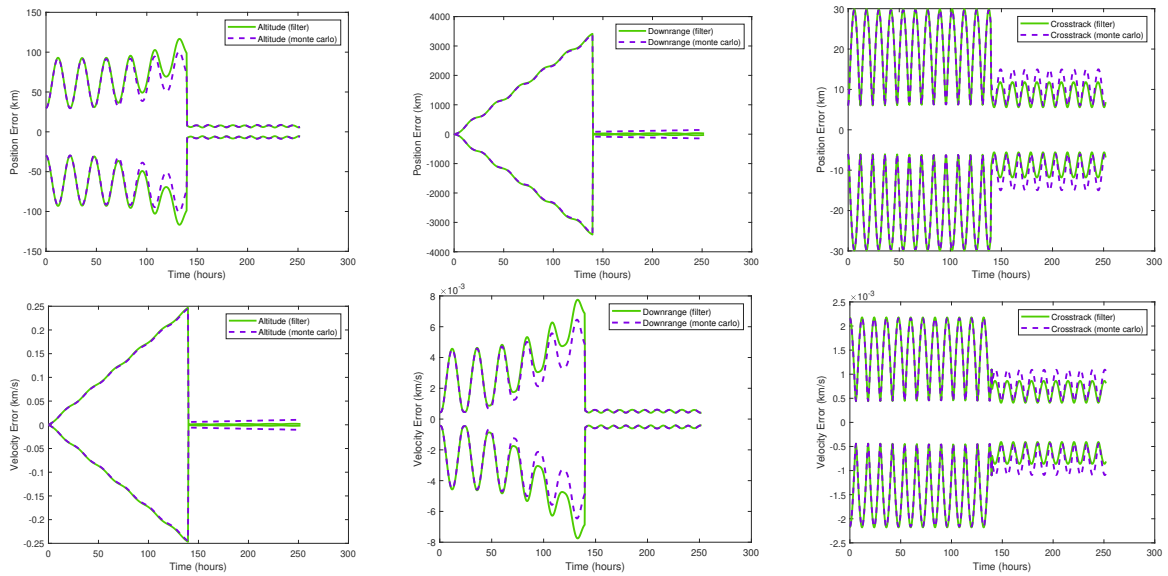 150
100
50
0
-50
-100
-150
0 50 100 150 200 250 300
Position Error (km)
Time (hours)
Altitude (filter)
Altitude (monte carlo)
4000
3000
2000
1000
0
-1000
-2000
-3000
-4000
0 50 100 150 200 250 300
Position Error (km)
Time (hours)
Downrange (filter)
Downrange (monte carlo)
30
20
10
0
-10
-20
-30
0 50 100 150 200 250 300
Position Error (km)
Time (hours)
Crosstrack (filter)
Crosstrack (monte carlo)
0.25
0.2
0.15
0.1
0.05
0
-0.05
-0.1
-0.15
-0.2
-0.25
0 50 100 150 200 250 300
Velocity Error (km/s)
Time (hours)
Altitude (filter)
Altitude (monte carlo)
×10-3
8
6
4
2
0
-2
-4
-6
-8
0 50 100 150 200 250 300
Velocity Error (km/s)
Time (hours)
Downrange (filter)
Downrange (monte carlo)
×10-3
2.5
2
1.5
1
0.5
0
-0.5
-1
-1.5
-2
-2.5
0 50 100 150 200 250 300
Velocity Error (km/s)
Time (hours)
Crosstrack (filter)
Crosstrack (monte carlo)